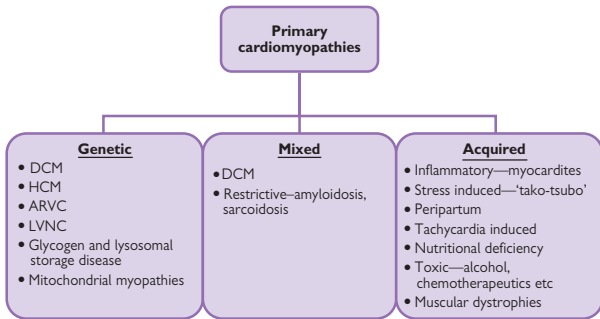 Primary
cardiomyopathies
Genetic
• DCM
• HCM
• ARVC
• LVNC
• Glycogen and lysosomal
storage disease
• Mitochondrial myopathies
Mixed
• DCM
• Restrictive–amyloidosis,
sarcoidosis
Acquired
• Inflammatory—myocardites
• Stress induced—‘tako-tsubo’
• Peripartum
• Tachycardia induced
• Nutritional deficiency
• Toxic—alcohol,
chemotherapeutics etc
• Muscular dystrophies